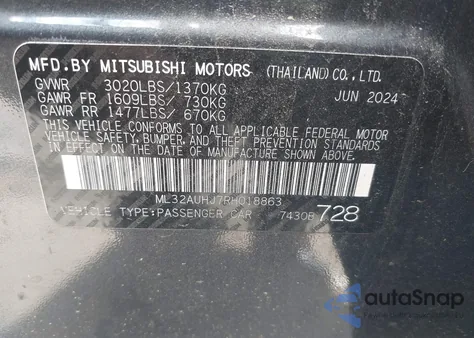 MFD.BY MITSUBISHI MOTORS (THAILAND) CO., LTD.
GVWR 3020LBS/1370KG JUN 2024
GAWR FR 1609LBS/ 730KG
GAWR RR 1477LBS/ 670KG
THIS VEHICLE CONFORMS TO ALL APPLICABLE FEDERAL MOTOR
VEHICLE SAFETY, BUMPER, AND THEFT PREVENTION STANDARDS
IN EFFECT ON THE DATE OF MANUFACTURE SHOWN ABOVE.
ML32AUHJ7RH018863
VEHICLE TYPE:PASSENGER CAR 74308 728
autoSnap